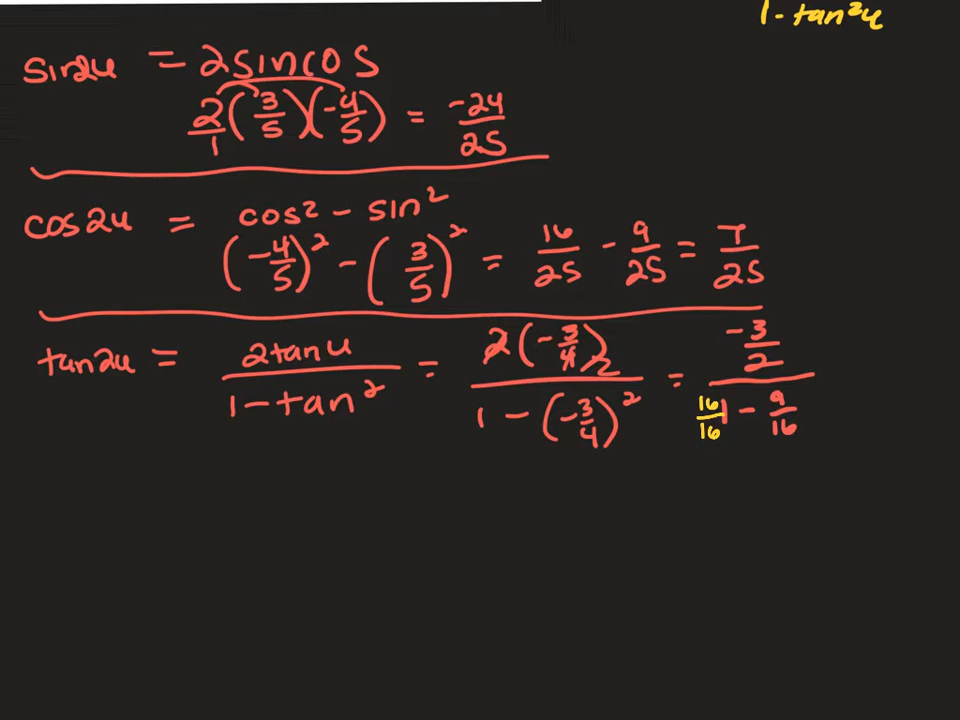 1 - tan²u
sin2u = 2sincos
2/1 (3/5)(-4/5) = -24/25
cos2u = cos² - sin²
(-4/5)² - (3/5)² = 16/25 - 9/25 = 7/25
tan2u = 2tanu / 1 - tan² = 2(-3/4) 2 / 1 - (-3/4)² = -3/2 / 16/16 1 - 9/16